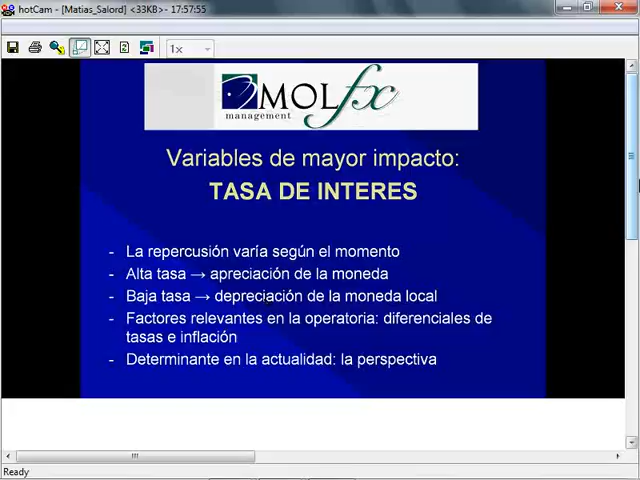 hotCam - [Matias_Salord] <33KB> - 17:57:55
1x
MOLfx
management
Variables de mayor impacto:
TASA DE INTERES
- La repercusión varía según el momento
- Alta tasa → apreciación de la moneda
- Baja tasa → depreciación de la moneda local
- Factores relevantes en la operatoria: diferenciales de
tasas e inflación
- Determinante en la actualidad: la perspectiva
Ready